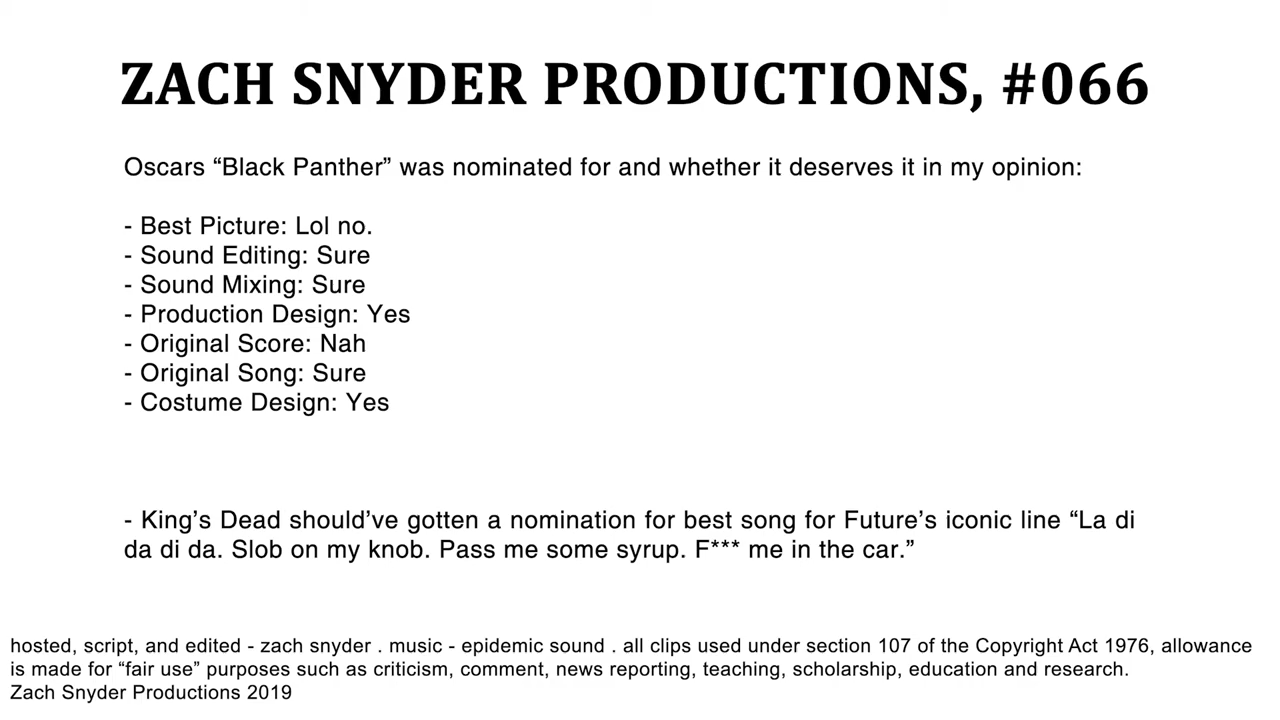 ZACH SNYDER PRODUCTIONS, #066
Oscars “Black Panther” was nominated for and whether it deserves it in my opinion:
- Best Picture: Lol no.
- Sound Editing: Sure
- Sound Mixing: Sure
- Production Design: Yes
- Original Score: Nah
- Original Song: Sure
- Costume Design: Yes
- King’s Dead should’ve gotten a nomination for best song for Future’s iconic line “La di
da di da. Slob on my knob. Pass me some syrup. F*** me in the car.”
hosted, script, and edited - zach snyder . music - epidemic sound . all clips used under section 107 of the Copyright Act 1976, allowance
is made for “fair use” purposes such as criticism, comment, news reporting, teaching, scholarship, education and research.
Zach Snyder Productions 2019